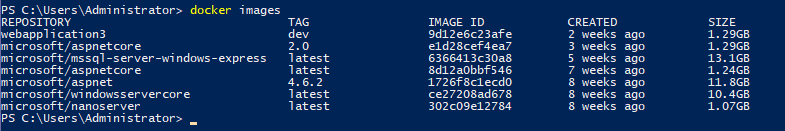 PS C:\Users\Administrator> docker images
REPOSITORY TAG IMAGE ID CREATED SIZE
webapplication3 dev 9d12e6c23afe 2 weeks ago 1.29GB
microsoft/aspnetcore 2.0 e1d28cef4ea7 3 weeks ago 1.29GB
microsoft/mssql-server-windows-express latest 6366413c30a8 5 weeks ago 13.1GB
microsoft/aspnetcore latest 8d12a0bbf546 7 weeks ago 1.24GB
microsoft/aspnet 4.6.2 1726f8c1ecd0 8 weeks ago 11.8GB
microsoft/windowsservercore latest ce27208ad678 8 weeks ago 10.4GB
microsoft/nanoserver latest 302c09e12784 8 weeks ago 1.07GB
PS C:\Users\Administrator> _